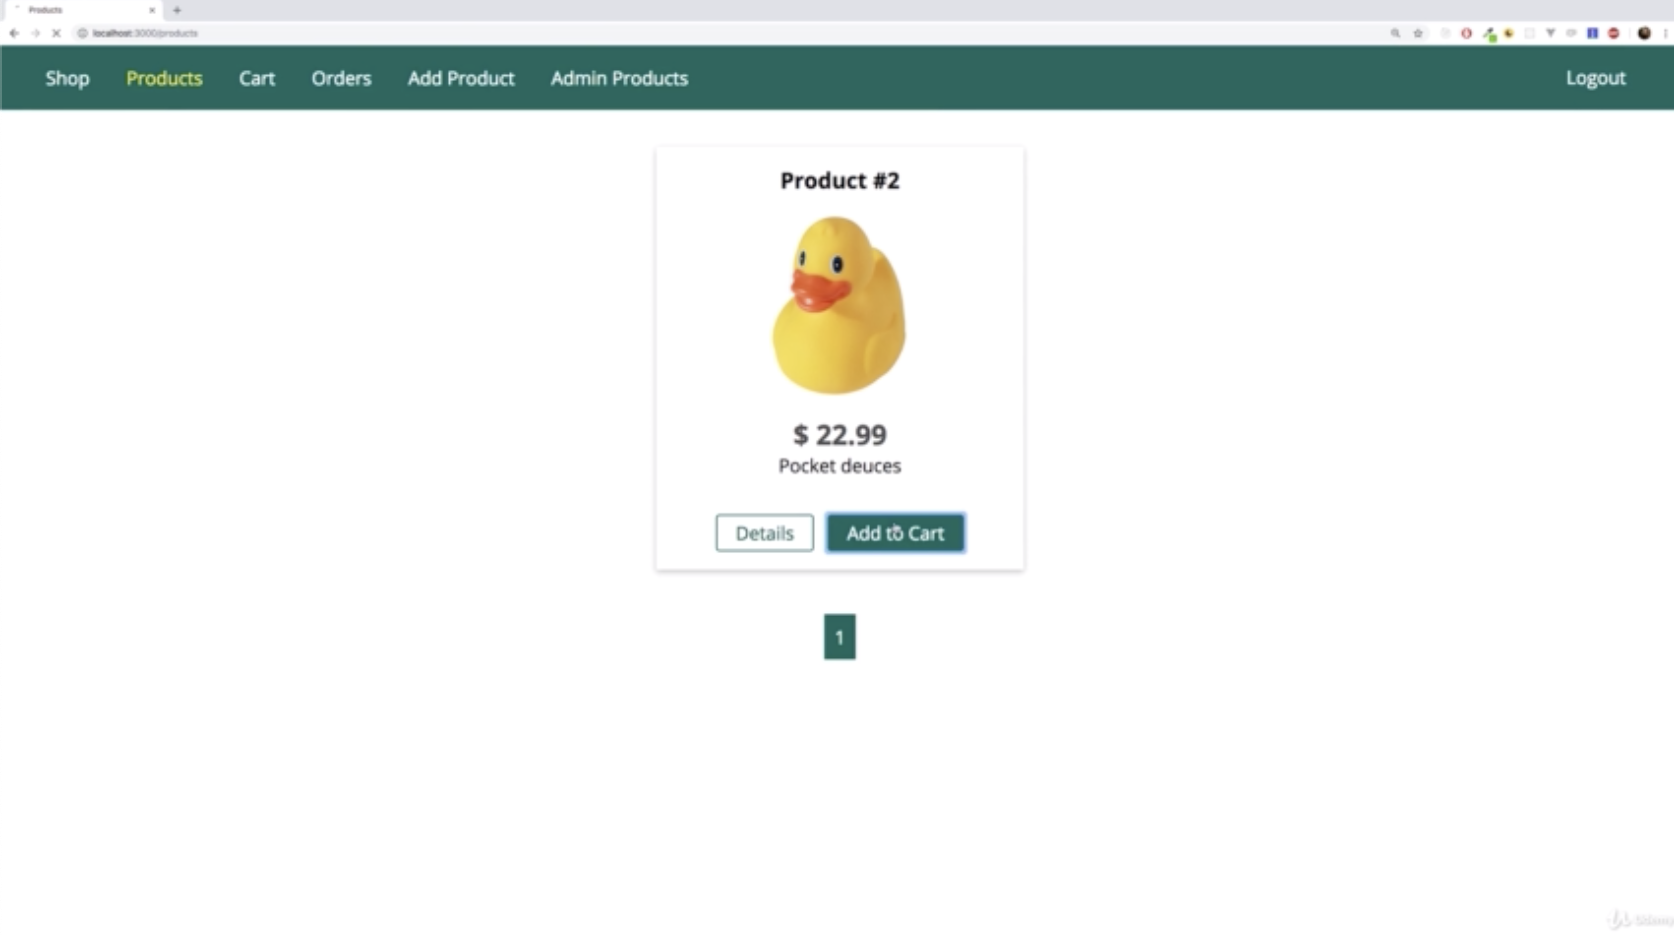 Products
localhost:3000/products
Shop Products Cart Orders Add Product Admin Products Logout
Product #2
$ 22.99
Pocket deuces
Details Add to Cart
1
Udemy